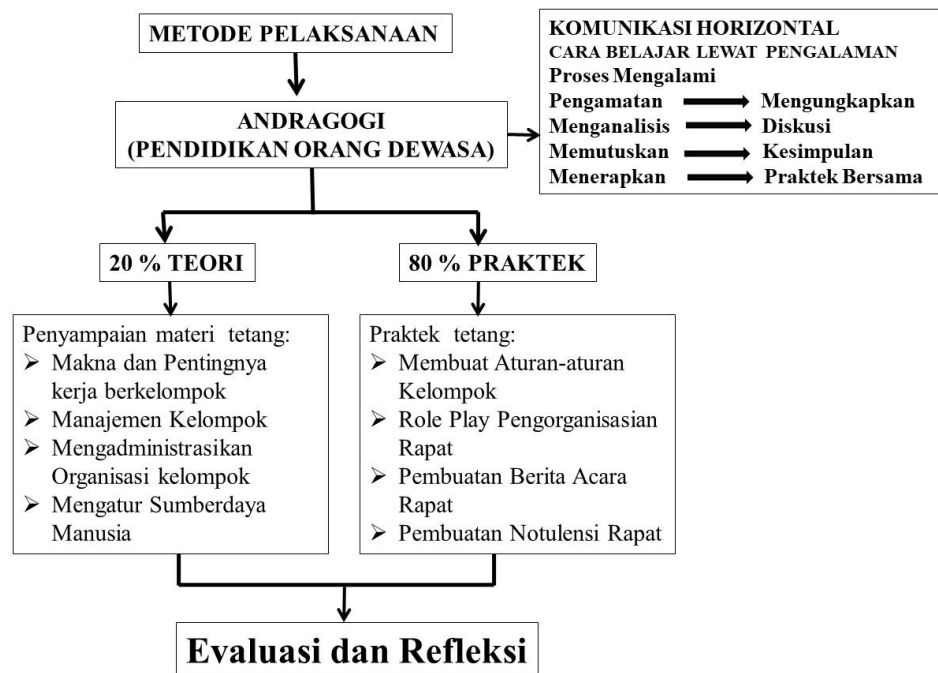 METODE PELAKSANAAN
ANDRAGOGI
(PENDIDIKAN ORANG DEWASA)
KOMUNIKASI HORIZONTAL
CARA BELAJAR LEWAT PENGALAMAN
Proses Mengalami
Pengamatan Mengungkapkan
Menganalisis Diskusi
Memutuskan Kesimpulan
Menerapkan Praktek Bersama
20 % TEORI
80 % PRAKTEK
Penyampaian materi tetang:
Makna dan Pentingnya
kerja berkelompok
Manajemen Kelompok
Mengadministrasikan
Organisasi kelompok
Mengatur Sumberdaya
Manusia
Praktek tetang:
Membuat Aturan-aturan
Kelompok
Role Play Pengorganisasian
Rapat
Pembuatan Berita Acara
Rapat
Pembuatan Notulensi Rapat
Evaluasi dan Refleksi